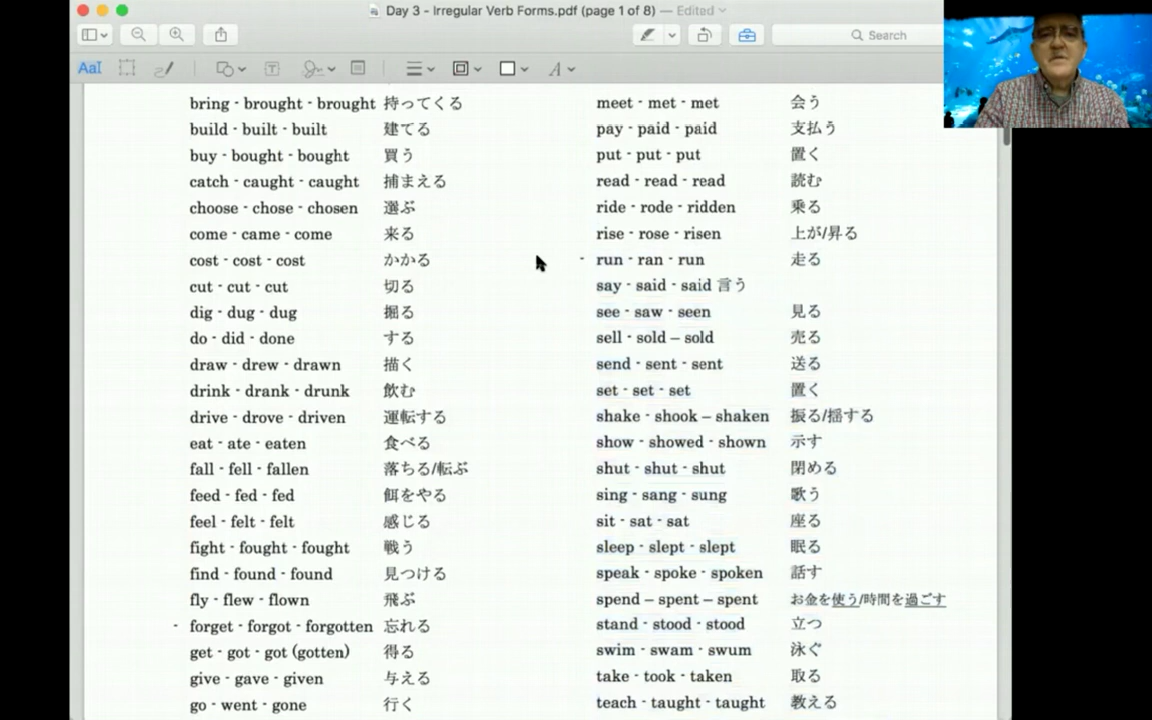 Day 3 - Irregular Verb Forms.pdf (page 1 of 8) — Edited
Search
AaI
A
bring - brought - brought 持ってくる
build - built - built 建てる
buy - bought - bought 買う
catch - caught - caught 捕まえる
choose - chose - chosen 選ぶ
come - came - come 来る
cost - cost - cost かかる
cut - cut - cut 切る
dig - dug - dug 掘る
do - did - done する
draw - drew - drawn 描く
drink - drank - drunk 飲む
drive - drove - driven 運転する
eat - ate - eaten 食べる
fall - fell - fallen 落ちる/転ぶ
feed - fed - fed 餌をやる
feel - felt - felt 感じる
fight - fought - fought 戦う
find - found - found 見つける
fly - flew - flown 飛ぶ
- forget - forgot - forgotten 忘れる
get - got - got (gotten) 得る
give - gave - given 与える
go - went - gone 行く
meet - met - met 会う
pay - paid - paid 支払う
put - put - put 置く
read - read - read 読む
ride - rode - ridden 乗る
rise - rose - risen 上が/昇る
- run - ran - run 走る
say - said - said 言う
see - saw - seen 見る
sell - sold – sold 売る
send - sent - sent 送る
set - set - set 置く
shake - shook – shaken 振る/揺する
show - showed - shown 示す
shut - shut - shut 閉める
sing - sang - sung 歌う
sit - sat - sat 座る
sleep - slept - slept 眠る
speak - spoke - spoken 話す
spend – spent – spent お金を使う/時間を過ごす
stand - stood - stood 立つ
swim - swam - swum 泳ぐ
take - took - taken 取る
teach - taught - taught 教える